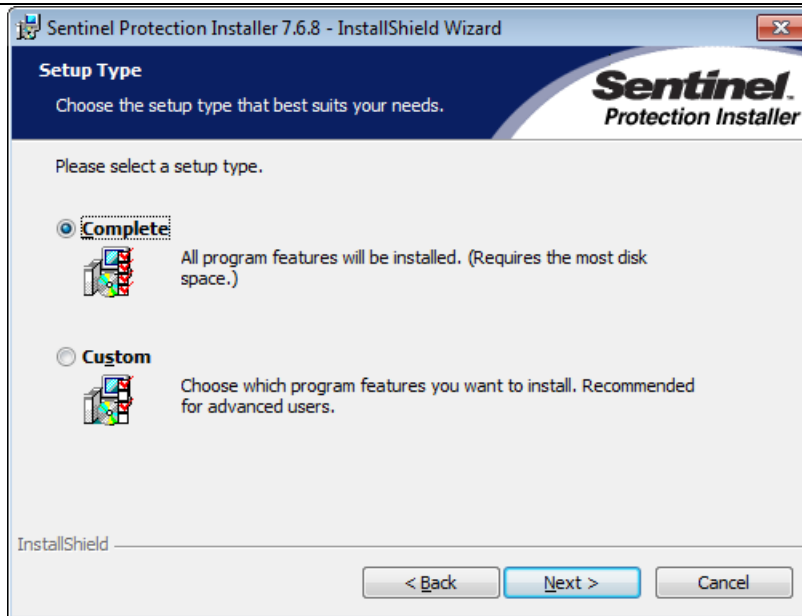 Sentinel Protection Installer 7.6.8 - InstallShield Wizard
Setup Type
Choose the setup type that best suits your needs.
Sentinel™
Protection Installer
Please select a setup type.
Complete
All program features will be installed. (Requires the most disk
space.)
Custom
Choose which program features you want to install. Recommended
for advanced users.
InstallShield
< Back
Next >
Cancel